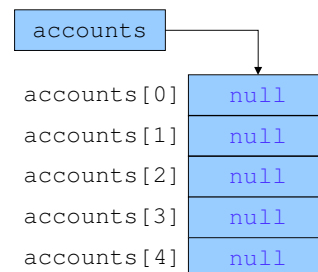 accounts
accounts[0] null
accounts[1] null
accounts[2] null
accounts[3] null
accounts[4] null